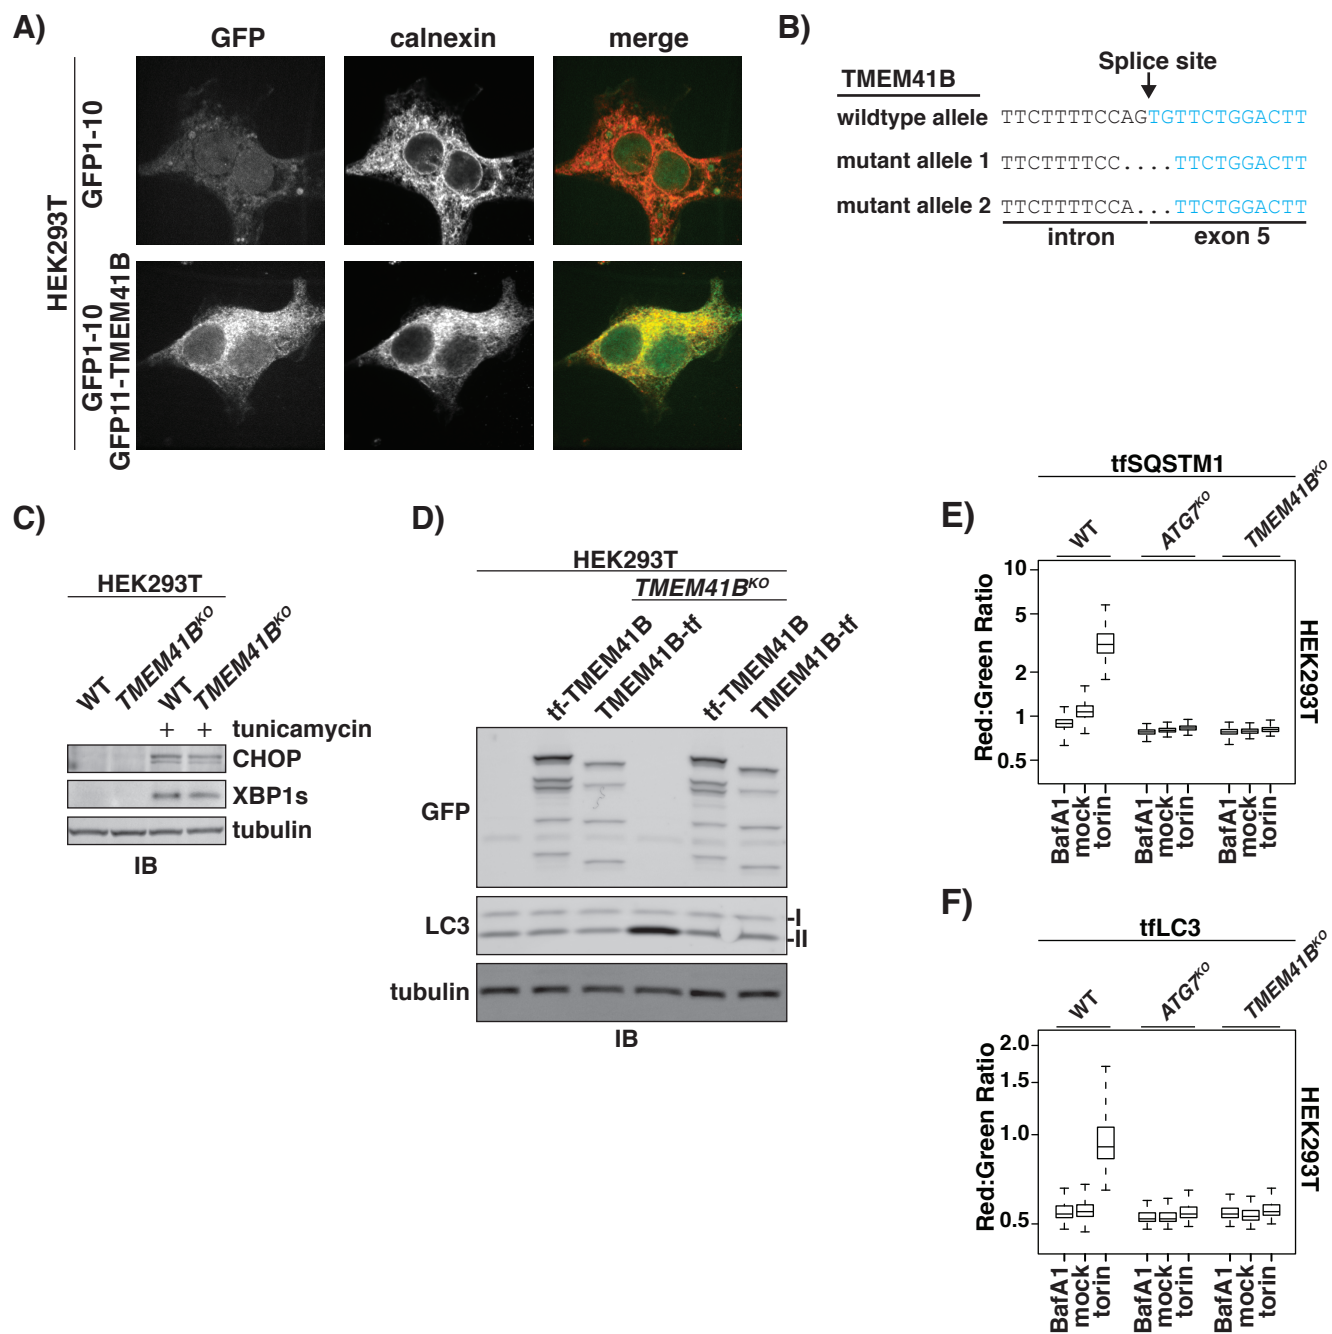 A)
GFP
calnexin
merge
HEK293T
GFP1-10
GFP1-10
GFP11-TMEM41B
B)
Splice site
TMEM41B
wildtype allele TTCTTTTCCAGTGTTCTGGACTT
mutant allele 1 TTCTTTTCC....TTCTGGACTT
mutant allele 2 TTCTTTTCCA...TTCTGGACTT
intron
exon 5
C)
HEK293T
WT
TMEM41BKO
WT
TMEM41BKO
+ + tunicamycin
CHOP
XBP1s
tubulin
IB
D)
HEK293T
TMEM41BKO
tf-TMEM41B
TMEM41B-tf
tf-TMEM41B
TMEM41B-tf
GFP
LC3
-I
-II
tubulin
IB
E)
tfSQSTM1
WT
ATG7KO
TMEM41BKO
Red:Green Ratio
10
5
2
1
0.5
HEK293T
BafA1
mock
torin
BafA1
mock
torin
BafA1
mock
torin
F)
tfLC3
WT
ATG7KO
TMEM41BKO
Red:Green Ratio
2.0
1.5
1.0
0.5
HEK293T
BafA1
mock
torin
BafA1
mock
torin
BafA1
mock
torin